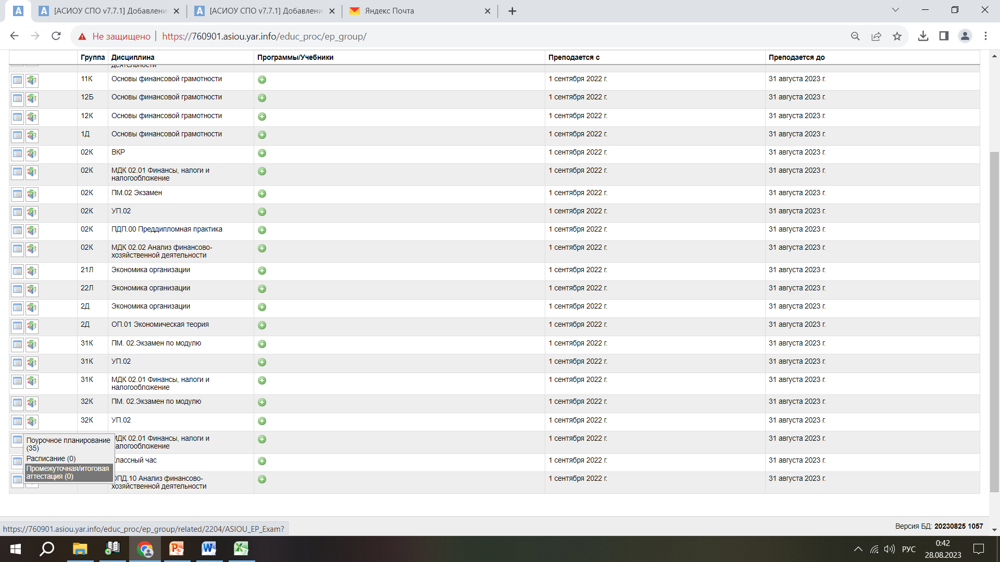 [АСИОУ СПО v7.7.1] Добавлени
[АСИОУ СПО v7.7.1] Добавлени
Яндекс Почта
Не защищено
https://760901.asiou.yar.info/educ_proc/ep_group/
Группа Дисциплина Программы/Учебники Преподается с Преподается до
деятельности
11К Основы финансовой грамотности 1 сентября 2022 г. 31 августа 2023 г.
12Б Основы финансовой грамотности 1 сентября 2022 г. 31 августа 2023 г.
12К Основы финансовой грамотности 1 сентября 2022 г. 31 августа 2023 г.
1Д Основы финансовой грамотности 1 сентября 2022 г. 31 августа 2023 г.
02К ВКР 1 сентября 2022 г. 31 августа 2023 г.
02К МДК 02.01 Финансы, налоги и 1 сентября 2022 г. 31 августа 2023 г.
налогообложение
02К ПМ.02 Экзамен 1 сентября 2022 г. 31 августа 2023 г.
02К УП.02 1 сентября 2022 г. 31 августа 2023 г.
02К ПДП.00 Преддипломная практика 1 сентября 2022 г. 31 августа 2023 г.
02К МДК 02.02 Анализ финансово- 1 сентября 2022 г. 31 августа 2023 г.
хозяйственной деятельности
21Л Экономика организации 1 сентября 2022 г. 31 августа 2023 г.
22Л Экономика организации 1 сентября 2022 г. 31 августа 2023 г.
2Д Экономика организации 1 сентября 2022 г. 31 августа 2023 г.
2Д ОП.01 Экономическая теория 1 сентября 2022 г. 31 августа 2023 г.
31К ПМ. 02.Экзамен по модулю 1 сентября 2022 г. 31 августа 2023 г.
31К УП.02 1 сентября 2022 г. 31 августа 2023 г.
31К МДК 02.01 Финансы, налоги и 1 сентября 2022 г. 31 августа 2023 г.
налогообложение
32К ПМ. 02.Экзамен по модулю 1 сентября 2022 г. 31 августа 2023 г.
32К УП.02 1 сентября 2022 г. 31 августа 2023 г.
МДК 02.01 Финансы, налоги и 1 сентября 2022 г. 31 августа 2023 г.
налогообложение
Классный час 1 сентября 2022 г. 31 августа 2023 г.
ОПД.10 Анализ финансово- 1 сентября 2022 г. 31 августа 2023 г.
хозяйственной деятельности
Поурочное планирование
(35)
Расписание (0)
Промежуточная/итоговая
аттестация (0)
Версия БД: 20230825 1057
https://760901.asiou.yar.info/educ_proc/ep_group/related/2204/ASIOU_EP_Exam?
РУС
0:42
28.08.2023